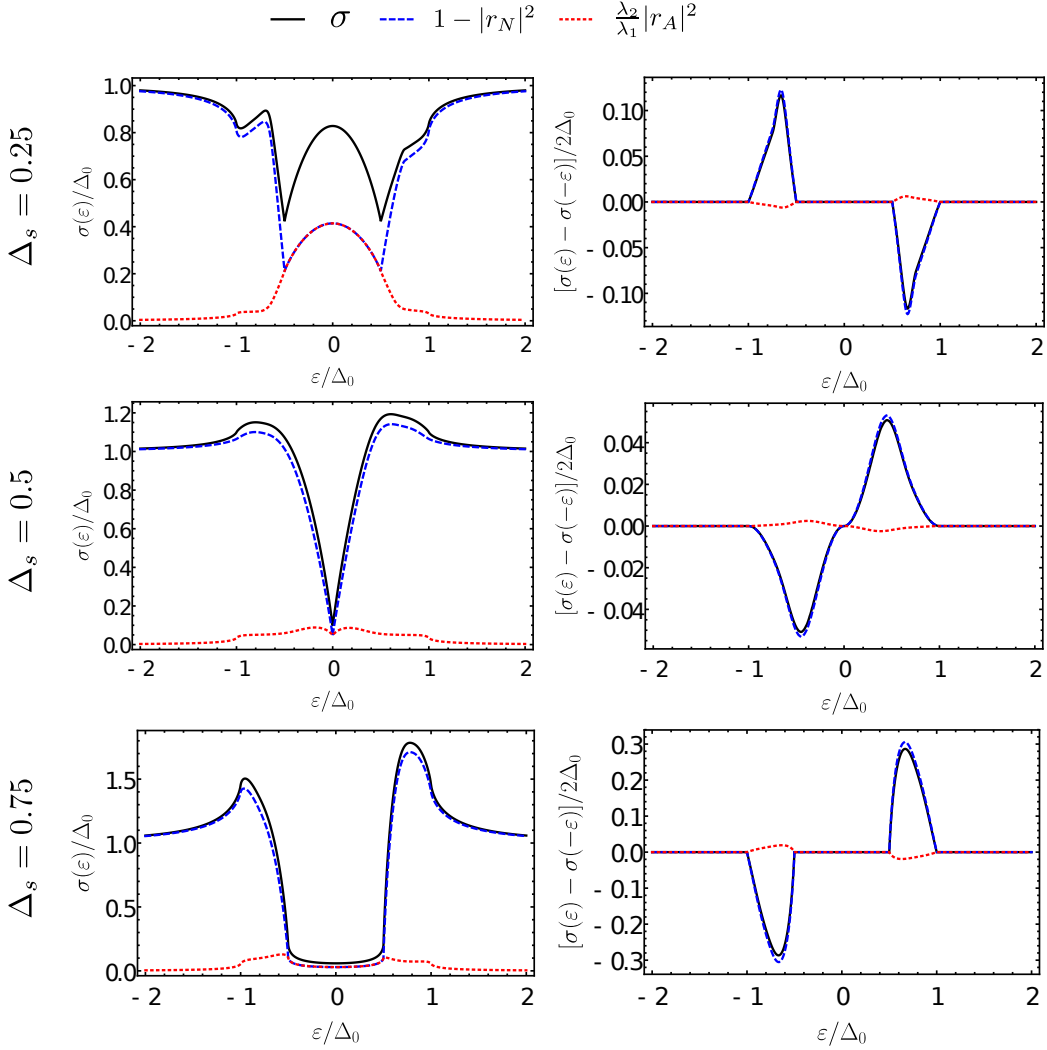 σ 1 − |r_N|² λ₂/λ₁ |r_A|²
Δ_s = 0.25
σ(ε)/Δ₀
1.0
0.8
0.6
0.4
0.2
0.0
- 2 - 1 0 1 2
ε/Δ₀
[σ(ε) − σ(−ε)]/2Δ₀
0.10
0.05
0.00
- 0.05
- 0.10
- 2 - 1 0 1 2
ε/Δ₀
Δ_s = 0.5
σ(ε)/Δ₀
1.2
1.0
0.8
0.6
0.4
0.2
0.0
- 2 - 1 0 1 2
ε/Δ₀
[σ(ε) − σ(−ε)]/2Δ₀
0.04
0.02
0.00
- 0.02
- 0.04
- 2 - 1 0 1 2
ε/Δ₀
Δ_s = 0.75
σ(ε)/Δ₀
1.5
1.0
0.5
0.0
- 2 - 1 0 1 2
ε/Δ₀
[σ(ε) − σ(−ε)]/2Δ₀
0.3
0.2
0.1
0.0
- 0.1
- 0.2
- 0.3
- 2 - 1 0 1 2
ε/Δ₀